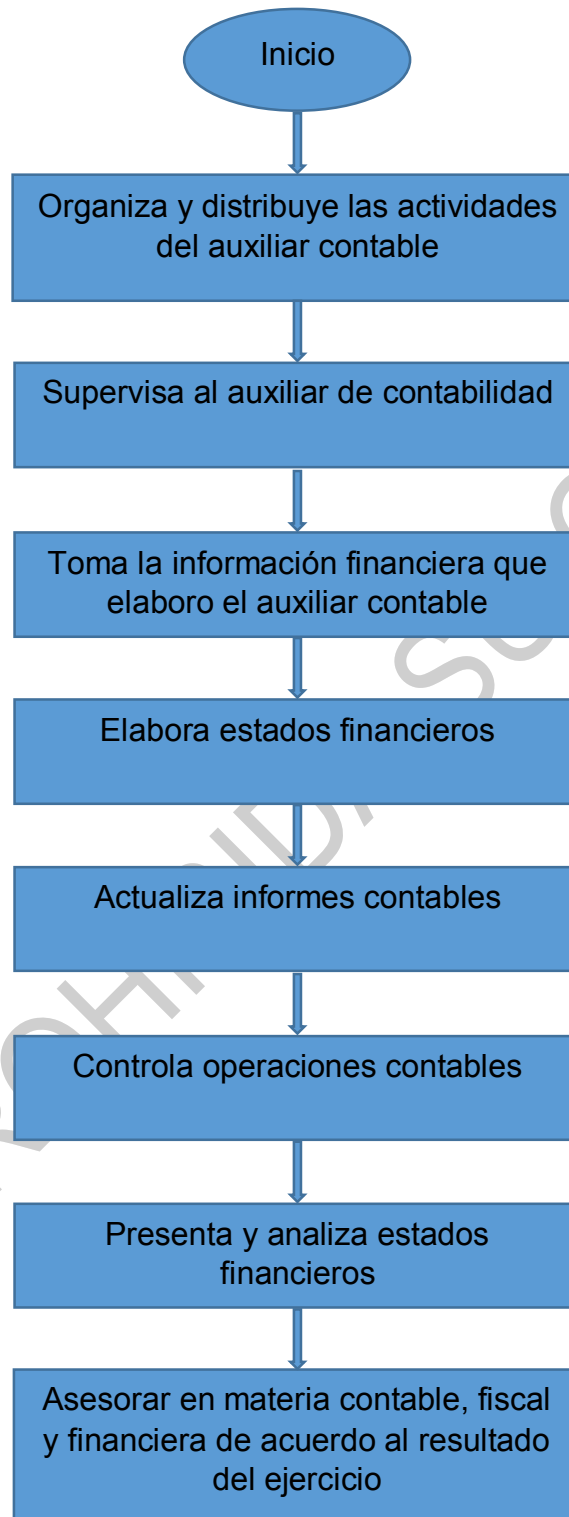 Inicio
Organiza y distribuye las actividades
del auxiliar contable
Supervisa al auxiliar de contabilidad
Toma la información financiera que
elaboro el auxiliar contable
Elabora estados financieros
Actualiza informes contables
Controla operaciones contables
Presenta y analiza estados
financieros
Asesorar en materia contable, fiscal
y financiera de acuerdo al resultado
del ejercicio